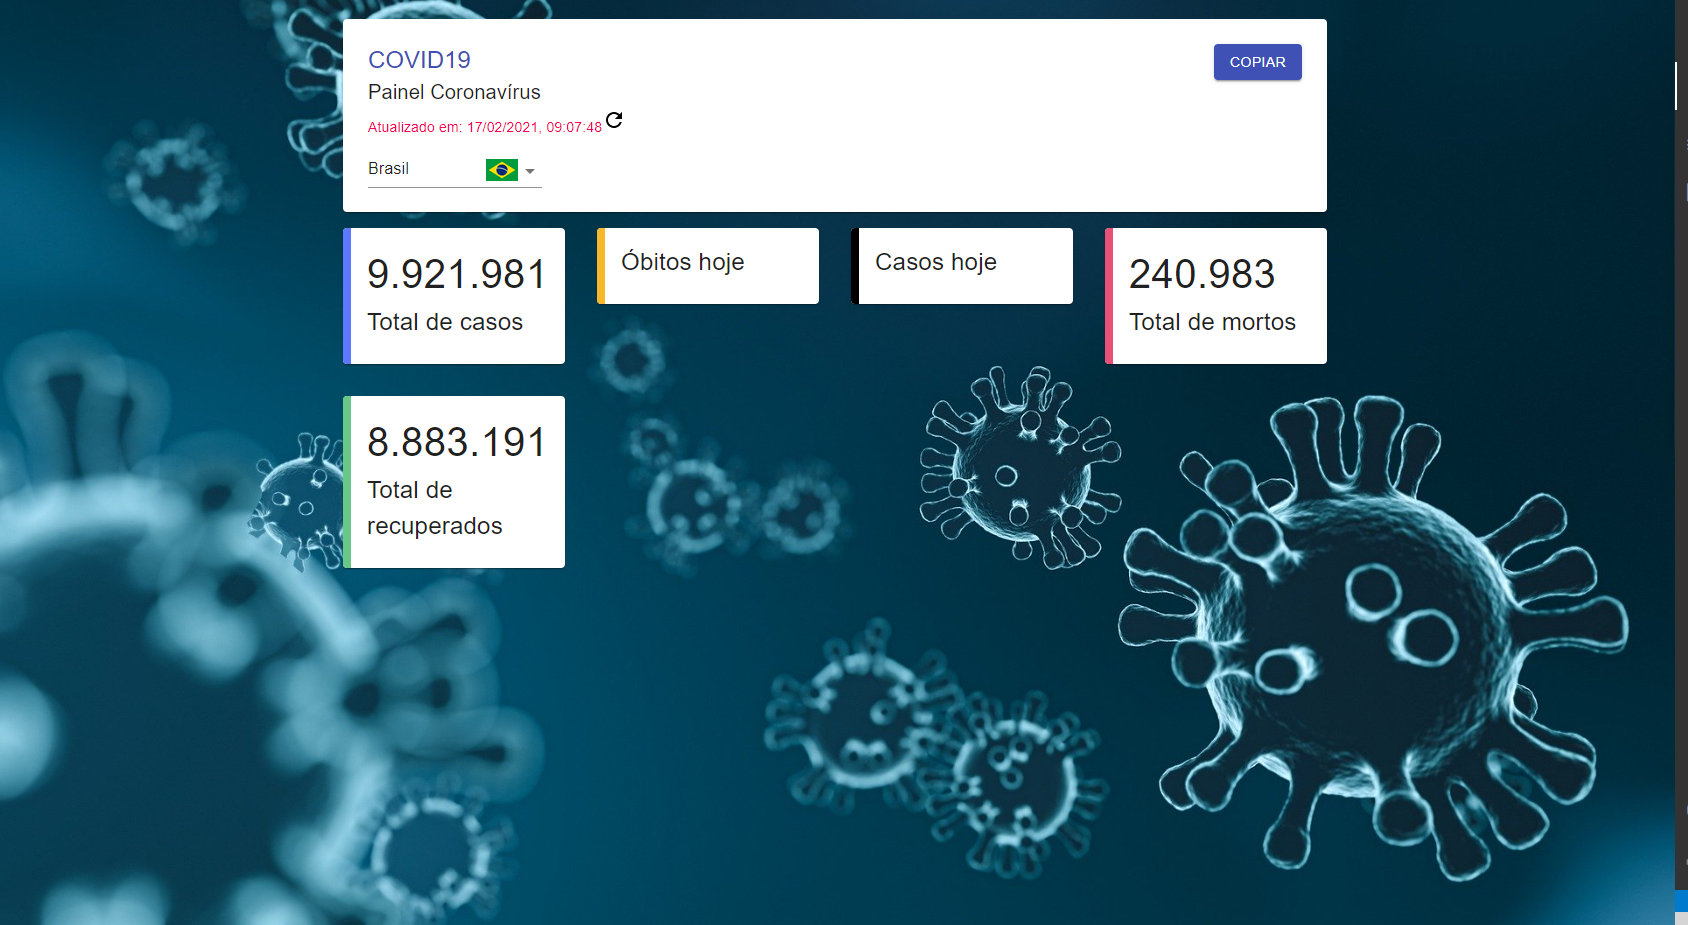 COVID19
COPIAR
Painel Coronavírus
Atualizado em: 17/02/2021, 09:07:48
Brasil
9.921.981
Total de casos
Óbitos hoje
Casos hoje
240.983
Total de mortos
8.883.191
Total de
recuperados